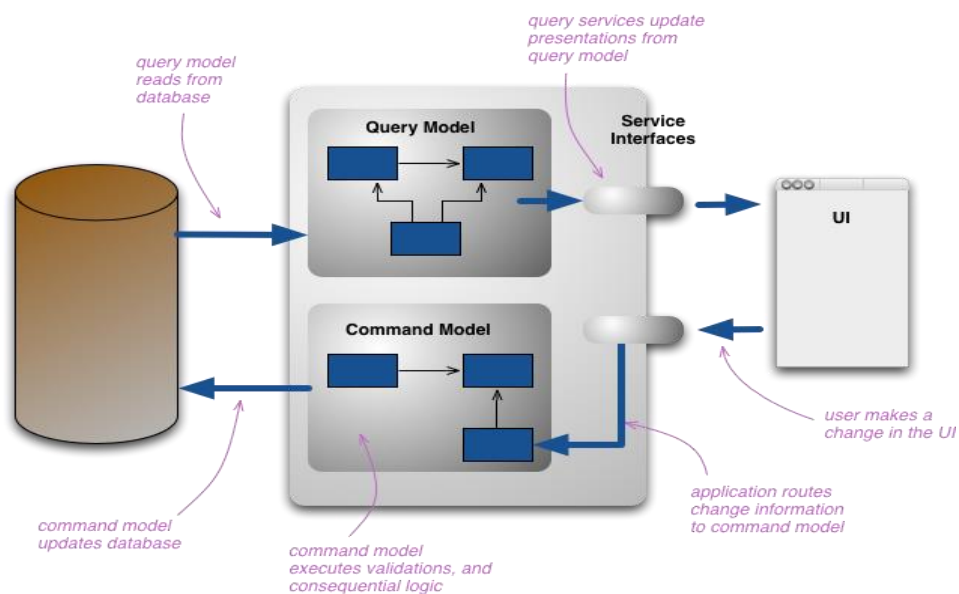 query services update
presentations from
query model
query model
reads from
database
Query Model
Service
Interfaces
UI
Command Model
user makes a
change in the UI
application routes
change information
to command model
command model
updates database
command model
executes validations, and
consequential logic